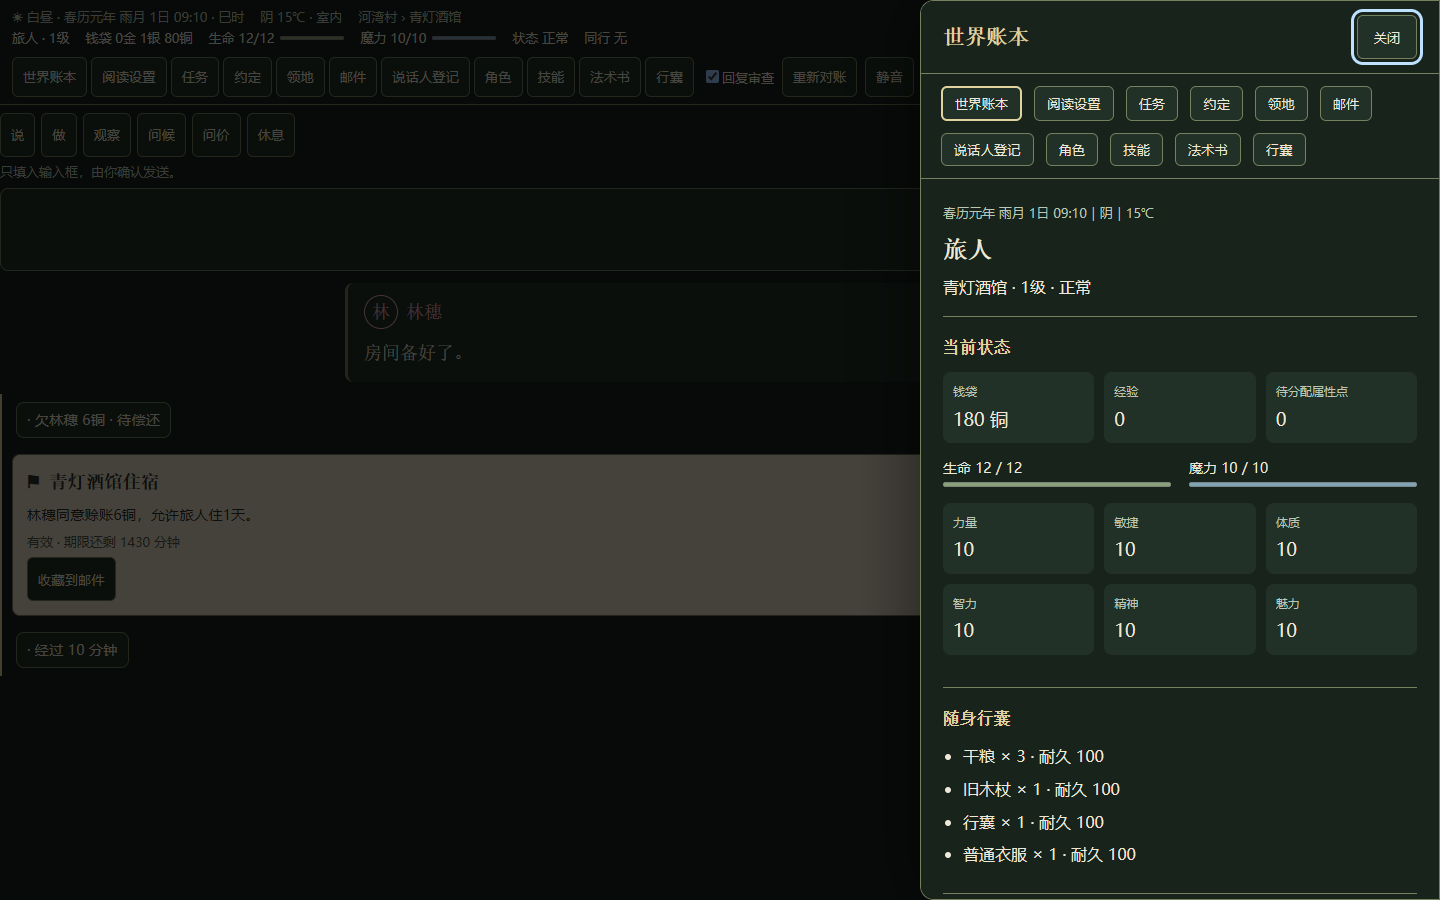 ☀ 白昼 · 春历元年 雨月 1日 09:10 · 巳时 阴 15℃ · 室内 河湾村 › 青灯酒馆
旅人 · 1级 钱袋 0金 1银 80铜 生命 12/12 魔力 10/10 状态 正常 同行 无
世界账本 阅读设置 任务 约定 领地 邮件 说话人登记 角色 技能 法术书 行囊 回复审查 重新对账 静音
说 做 观察 问候 问价 休息
只填入输入框，由你确认发送。
林 林穗
房间备好了。
· 欠林穗 6铜 · 待偿还
⚑ 青灯酒馆住宿
林穗同意赊账6铜，允许旅人住1天。
有效 · 期限还剩 1430 分钟
收藏到邮件
· 经过 10 分钟
世界账本
关闭
世界账本 阅读设置 任务 约定 领地 邮件
说话人登记 角色 技能 法术书 行囊
春历元年 雨月 1日 09:10 | 阴 | 15℃
旅人
青灯酒馆 · 1级 · 正常
当前状态
钱袋 经验 待分配属性点
180 铜 0 0
生命 12 / 12 魔力 10 / 10
力量 敏捷 体质
10 10 10
智力 精神 魅力
10 10 10
随身行囊
• 干粮 × 3 · 耐久 100
• 旧木杖 × 1 · 耐久 100
• 行囊 × 1 · 耐久 100
• 普通衣服 × 1 · 耐久 100